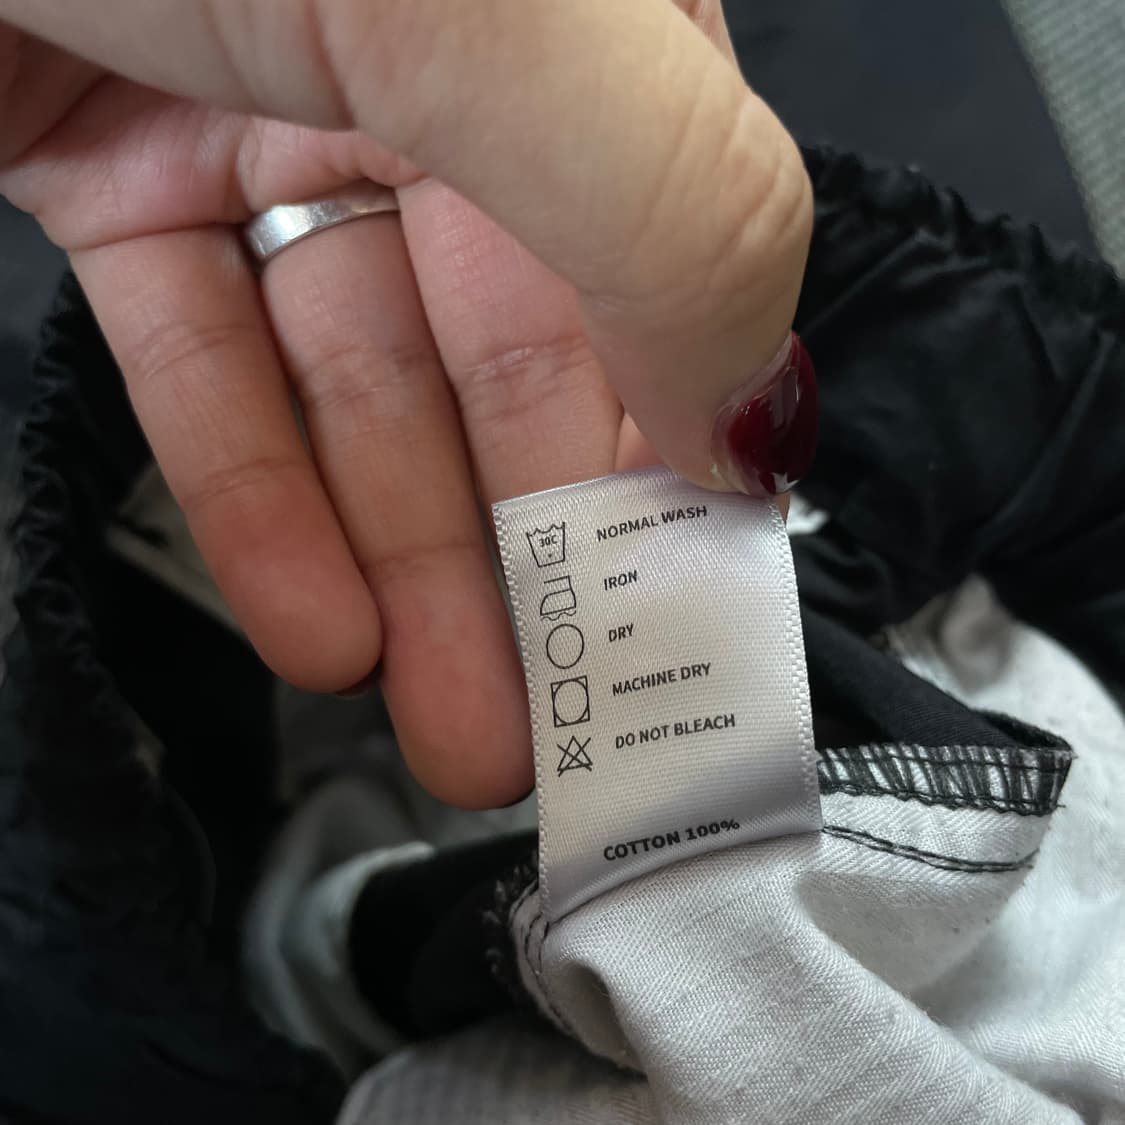 30C
NORMAL WASH
IRON
DRY
MACHINE DRY
DO NOT BLEACH
COTTON 100%